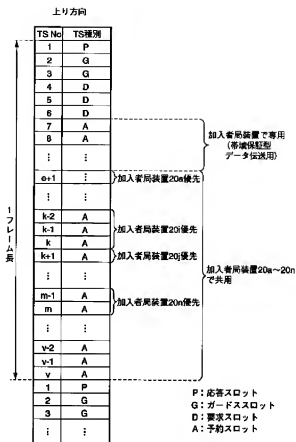 上り方向
TS No TS種別
1 P
2 G
3 G
4 D
5 D
6 D
7 A
8 A
⋮ ⋮
e+1 ⋮
⋮ ⋮
k-2 A
k-1 A
k A
k+1 A
⋮ ⋮
m-1 A
m A
⋮ ⋮
v-2 A
v-1 A
v A
1 P
2 G
3 G
⋮ ⋮
1フレーム長
加入者局装置で専用
(帯域保証型
データ伝送用)
加入者局装置20a優先
加入者局装置20i優先
加入者局装置20j優先
加入者局装置20n優先
加入者局装置20a~20n
で共用
P:応答スロット
G:ガードススロット
D:要求スロット
A:予約スロット